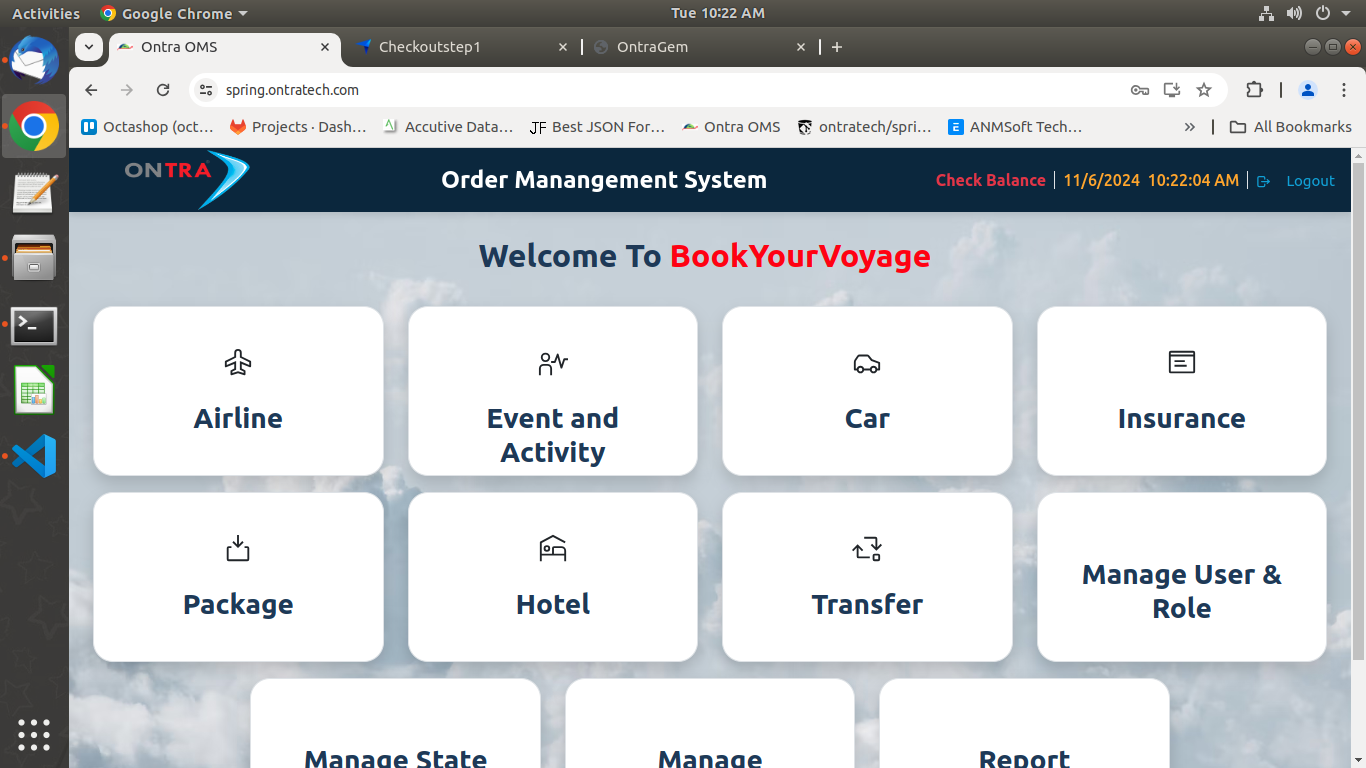 Activities
Google Chrome
Tue 10:22 AM
Ontra OMS
Checkoutstep1
OntraGem
spring.ontratech.com
Octashop (oct…
Projects · Dash…
Accutive Data…
JF Best JSON For…
Ontra OMS
ontratech/spri…
E ANMSoft Tech…
All Bookmarks
ONTRA
Order Manangement System
Check Balance
11/6/2024 10:22:04 AM
Logout
Welcome To BookYourVoyage
Airline
Event and
Activity
Car
Insurance
Package
Hotel
Transfer
Manage User &
Role
Manage State
Manage
Report